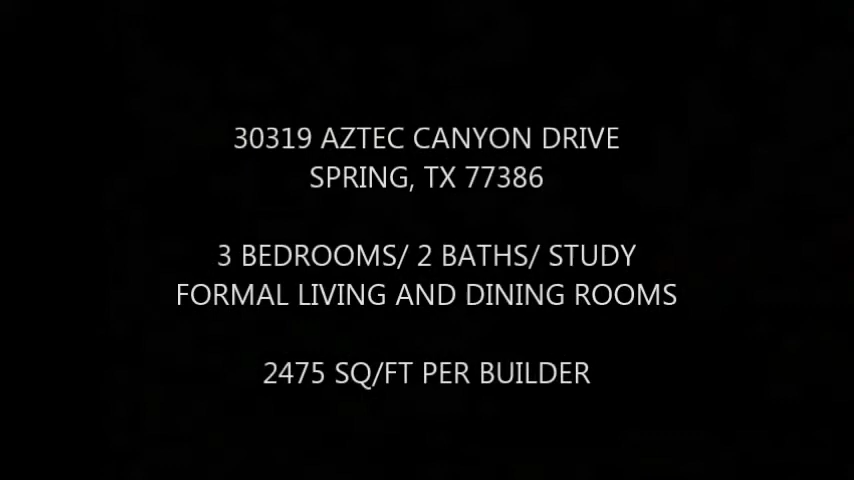 30319 AZTEC CANYON DRIVE
SPRING, TX 77386
3 BEDROOMS/ 2 BATHS/ STUDY
FORMAL LIVING AND DINING ROOMS
2475 SQ/FT PER BUILDER